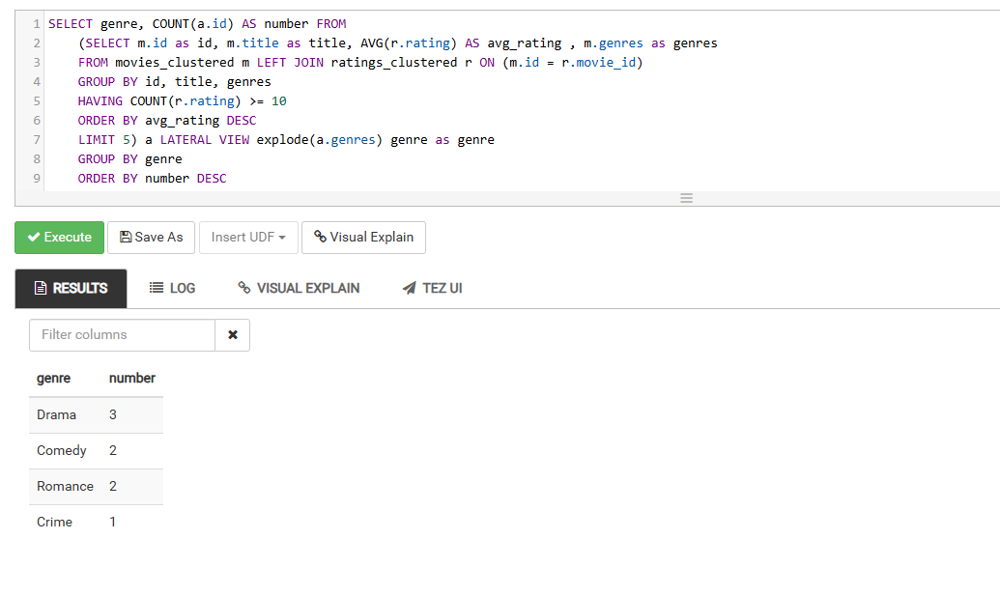 1 SELECT genre, COUNT(a.id) AS number FROM
2 (SELECT m.id as id, m.title as title, AVG(r.rating) AS avg_rating , m.genres as genres
3 FROM movies_clustered m LEFT JOIN ratings_clustered r ON (m.id = r.movie_id)
4 GROUP BY id, title, genres
5 HAVING COUNT(r.rating) >= 10
6 ORDER BY avg_rating DESC
7 LIMIT 5) a LATERAL VIEW explode(a.genres) genre as genre
8 GROUP BY genre
9 ORDER BY number DESC
Execute Save As Insert UDF Visual Explain
RESULTS LOG VISUAL EXPLAIN TEZ UI
Filter columns
genre number
Drama 3
Comedy 2
Romance 2
Crime 1